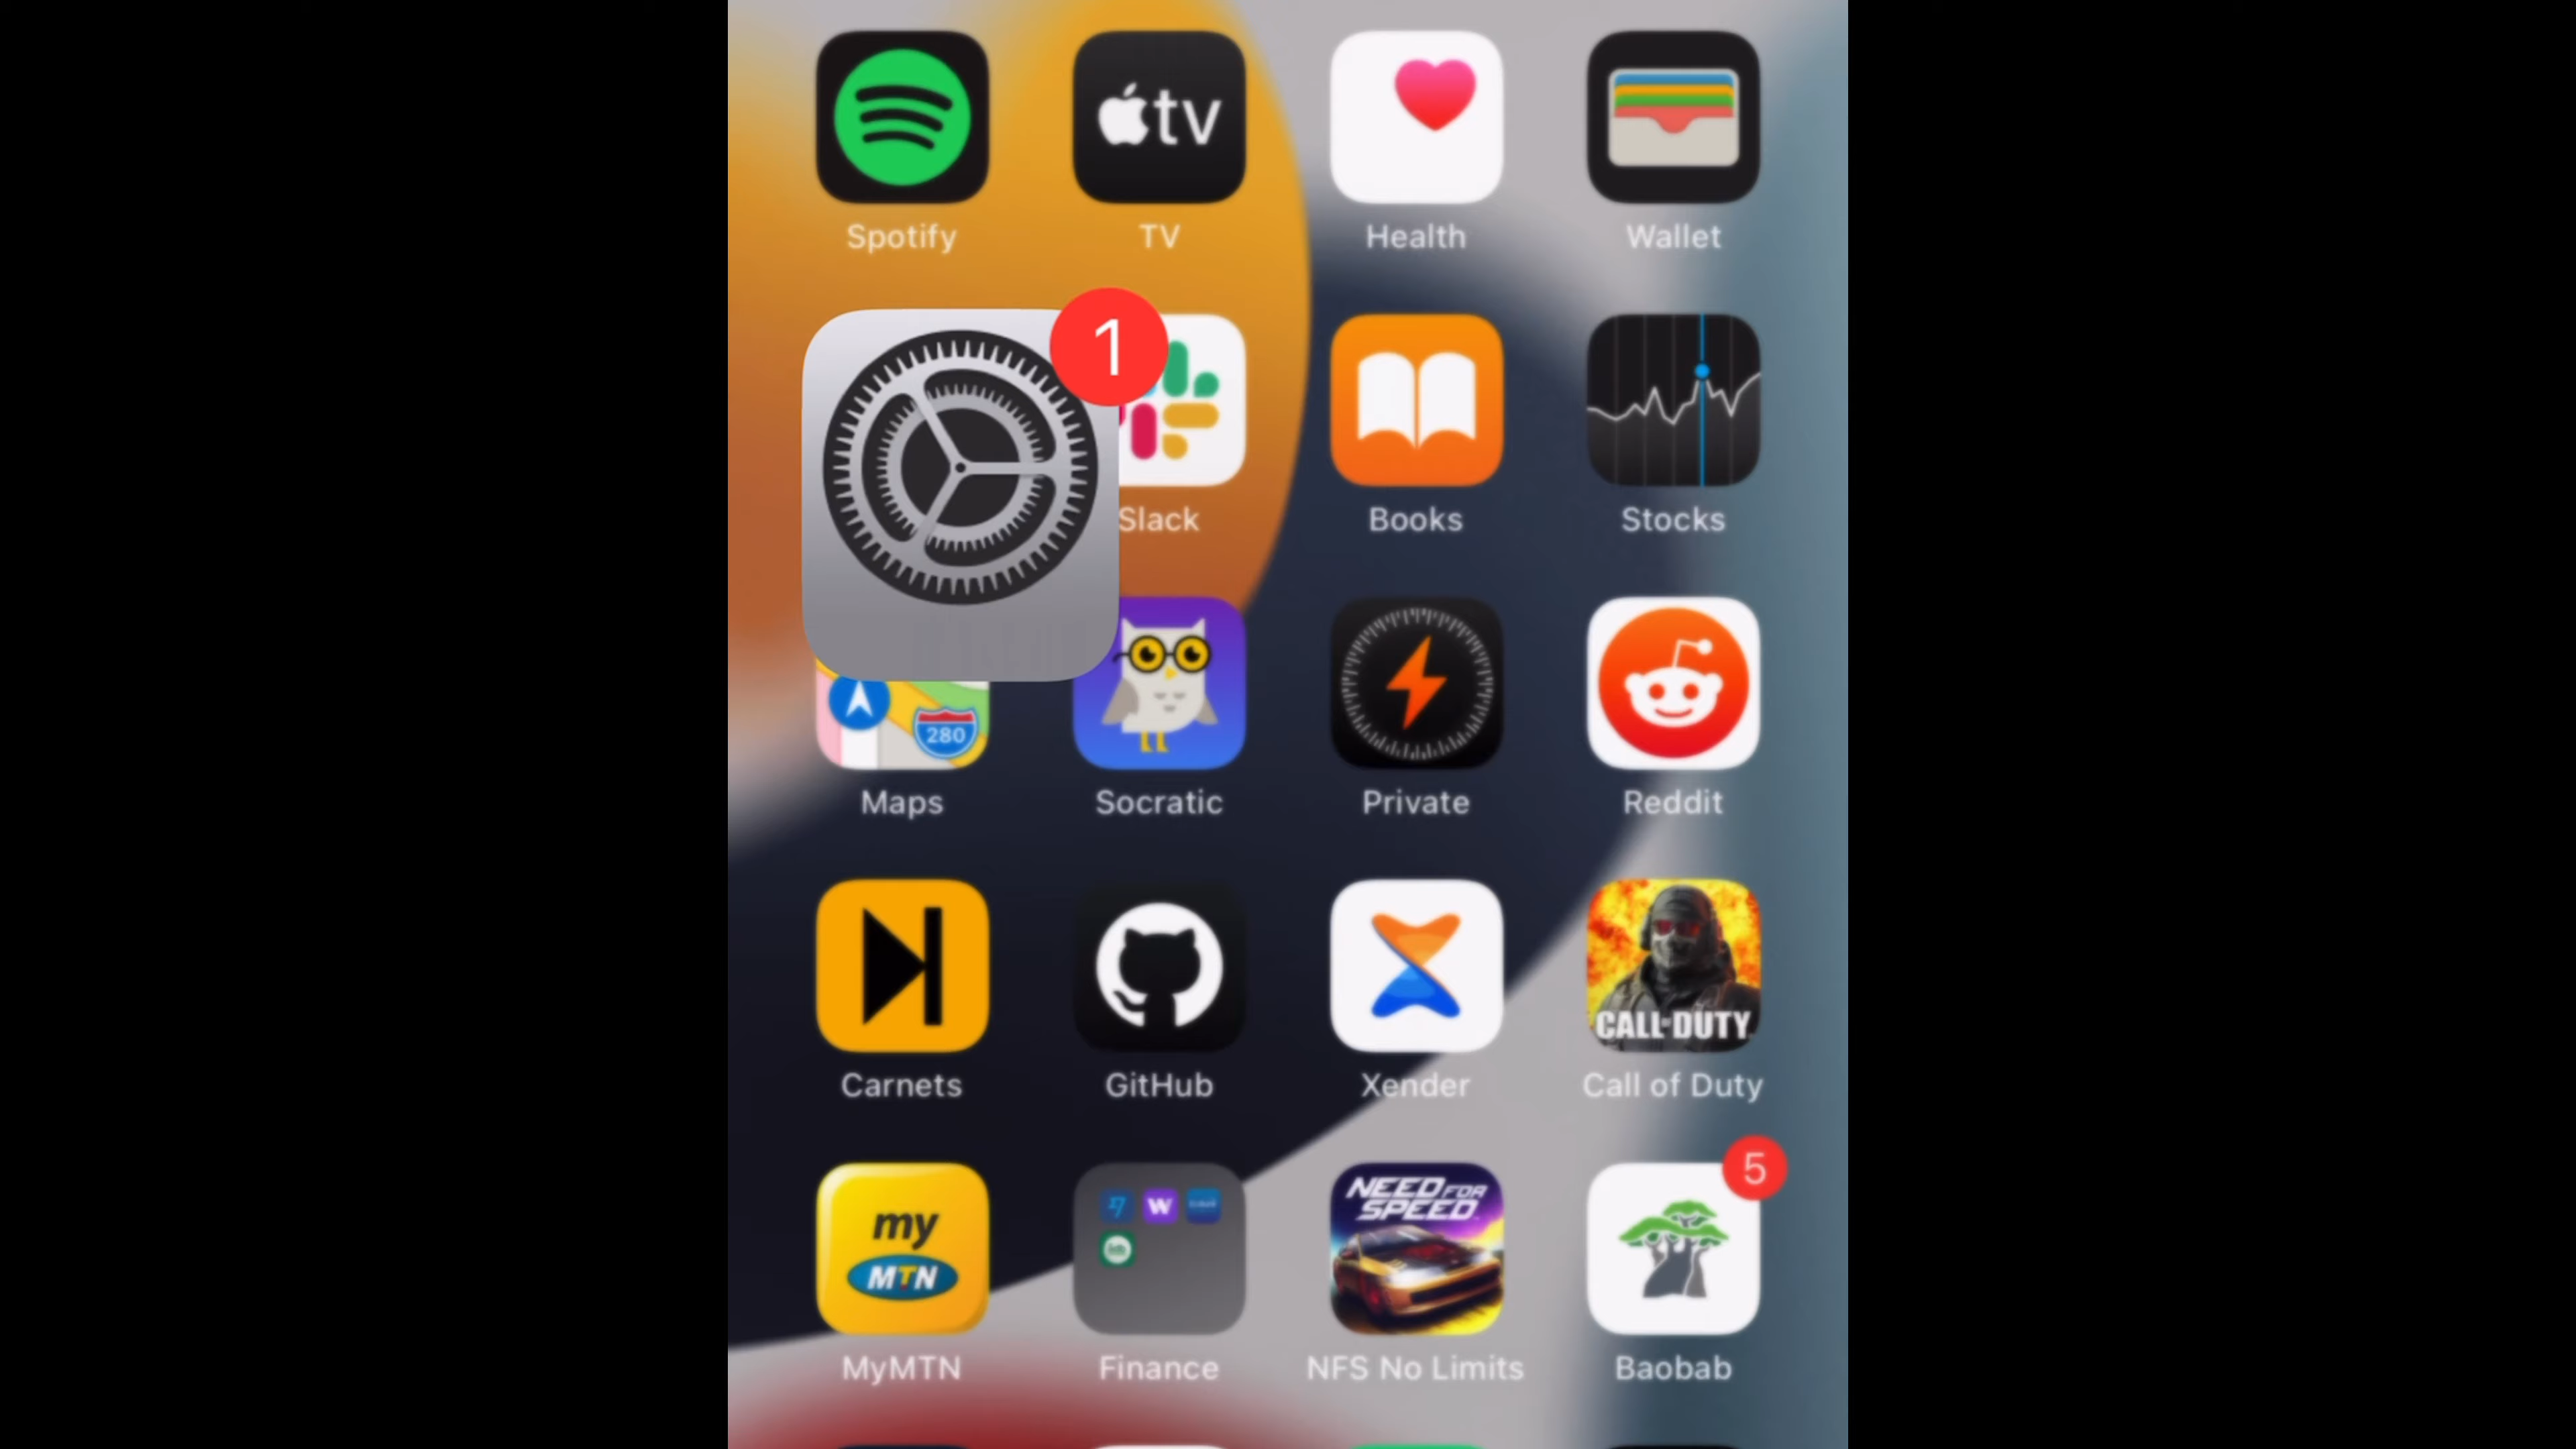 tv
Spotify
TV
Health
Wallet
1
Slack
Books
Stocks
280
Maps
Socratic
Private
Reddit
CALL OF DUTY
Carnets
GitHub
Xender
Call of Duty
5
my
MTN
W
NEED FOR
SPEED
MyMTN
Finance
NFS No Limits
Baobab